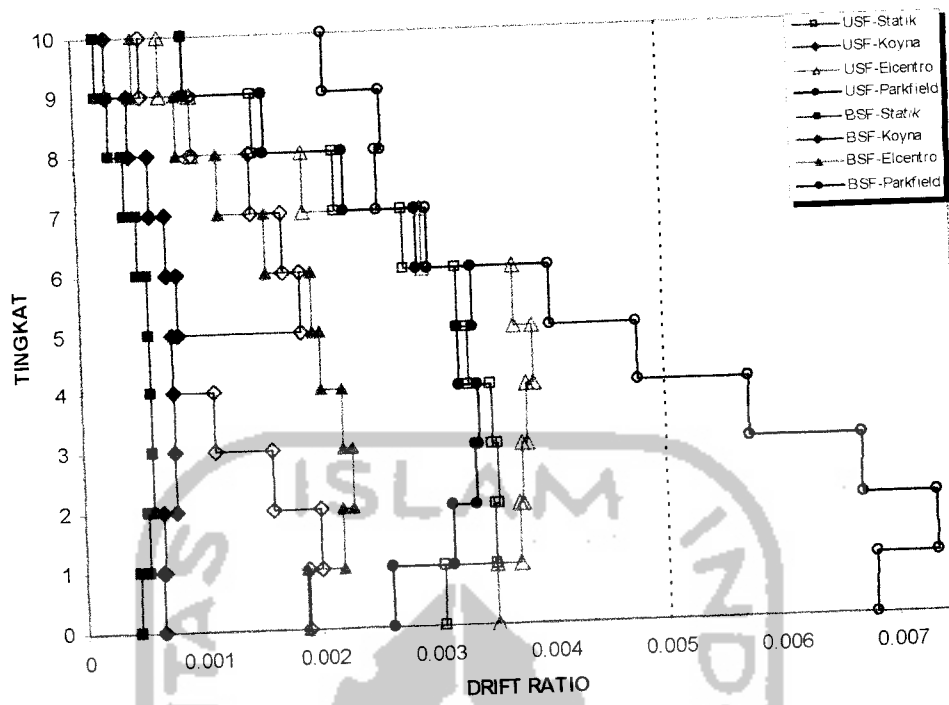 USF-Statik
USF-Koyna
USF-Elcentro
USF-Parkfield
BSF-Statik
BSF-Koyna
BSF-Elcentro
BSF-Parkfield
TINGKAT
10
9
8
7
6
5
4
3
2
1
0
0
0.001
0.002
0.003
0.004
0.005
0.006
0.007
DRIFT RATIO
ISLAM
TAS
IND